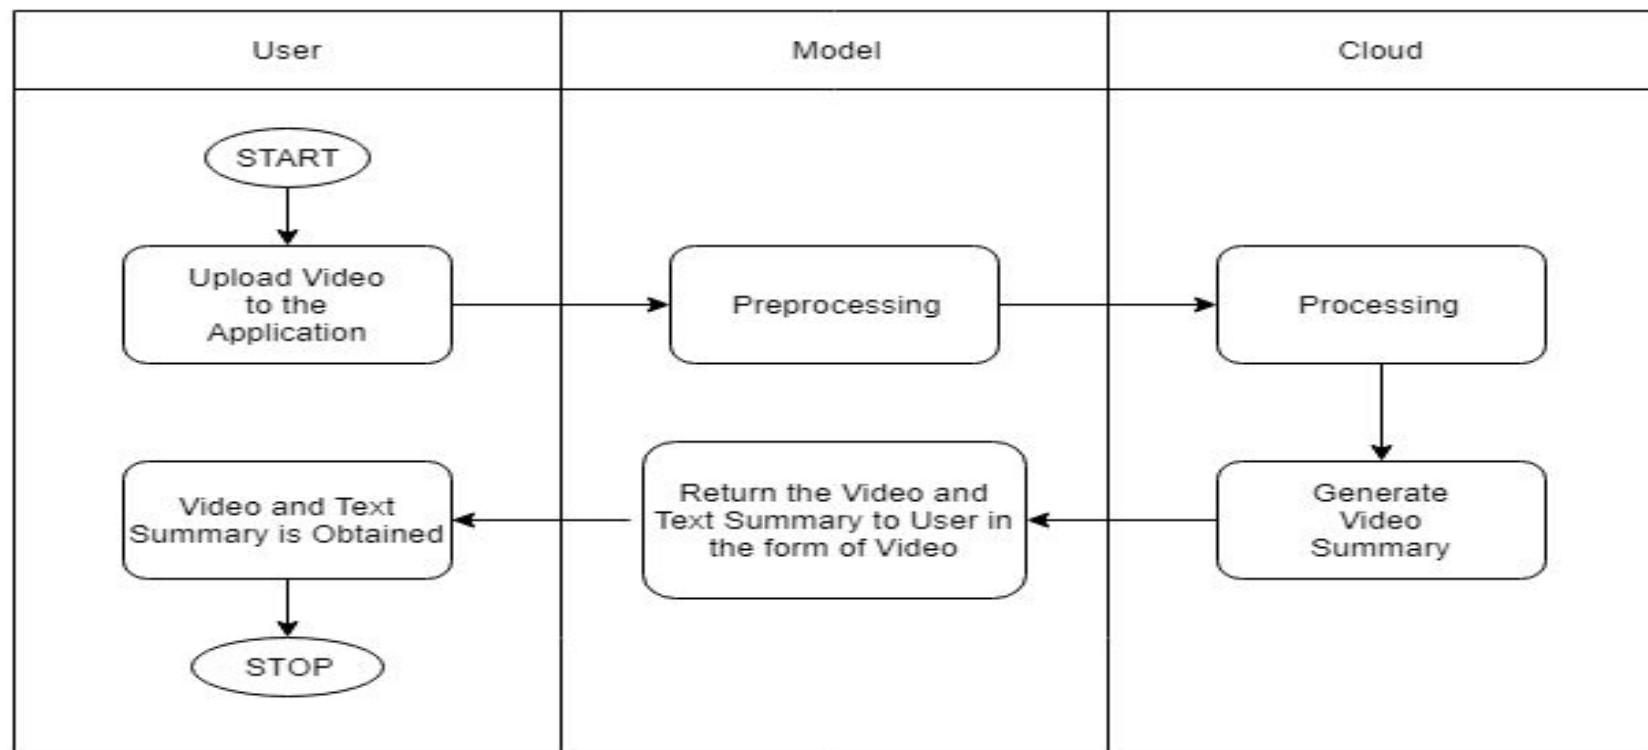 User
Model
Cloud
START
Upload Video
to the
Application
Preprocessing
Processing
Video and Text
Summary is Obtained
Return the Video and
Text Summary to User in
the form of Video
Generate
Video
Summary
STOP